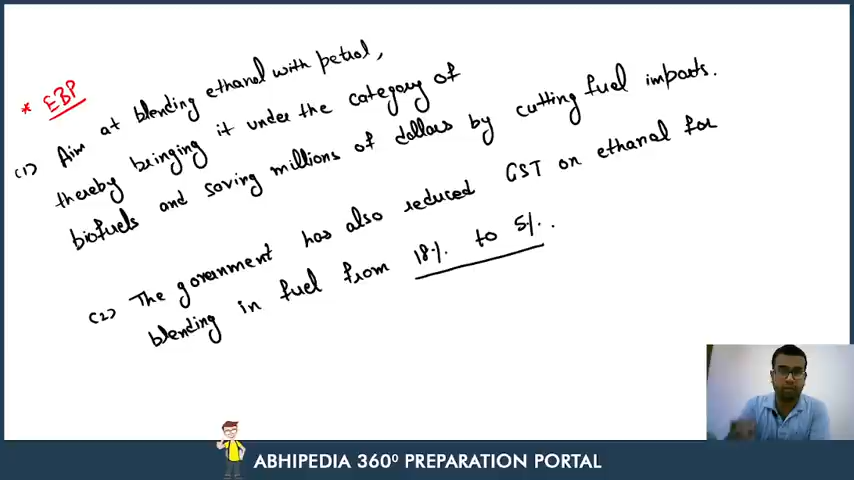 * EBP
(1) Aim at blending ethanol with petrol,
thereby bringing it under the category of
biofuels and saving millions of dollars by cutting fuel imports.
(2) The government has also reduced GST on ethanol for
blending in fuel from 18% to 5%.
ABHIPEDIA 360° PREPARATION PORTAL